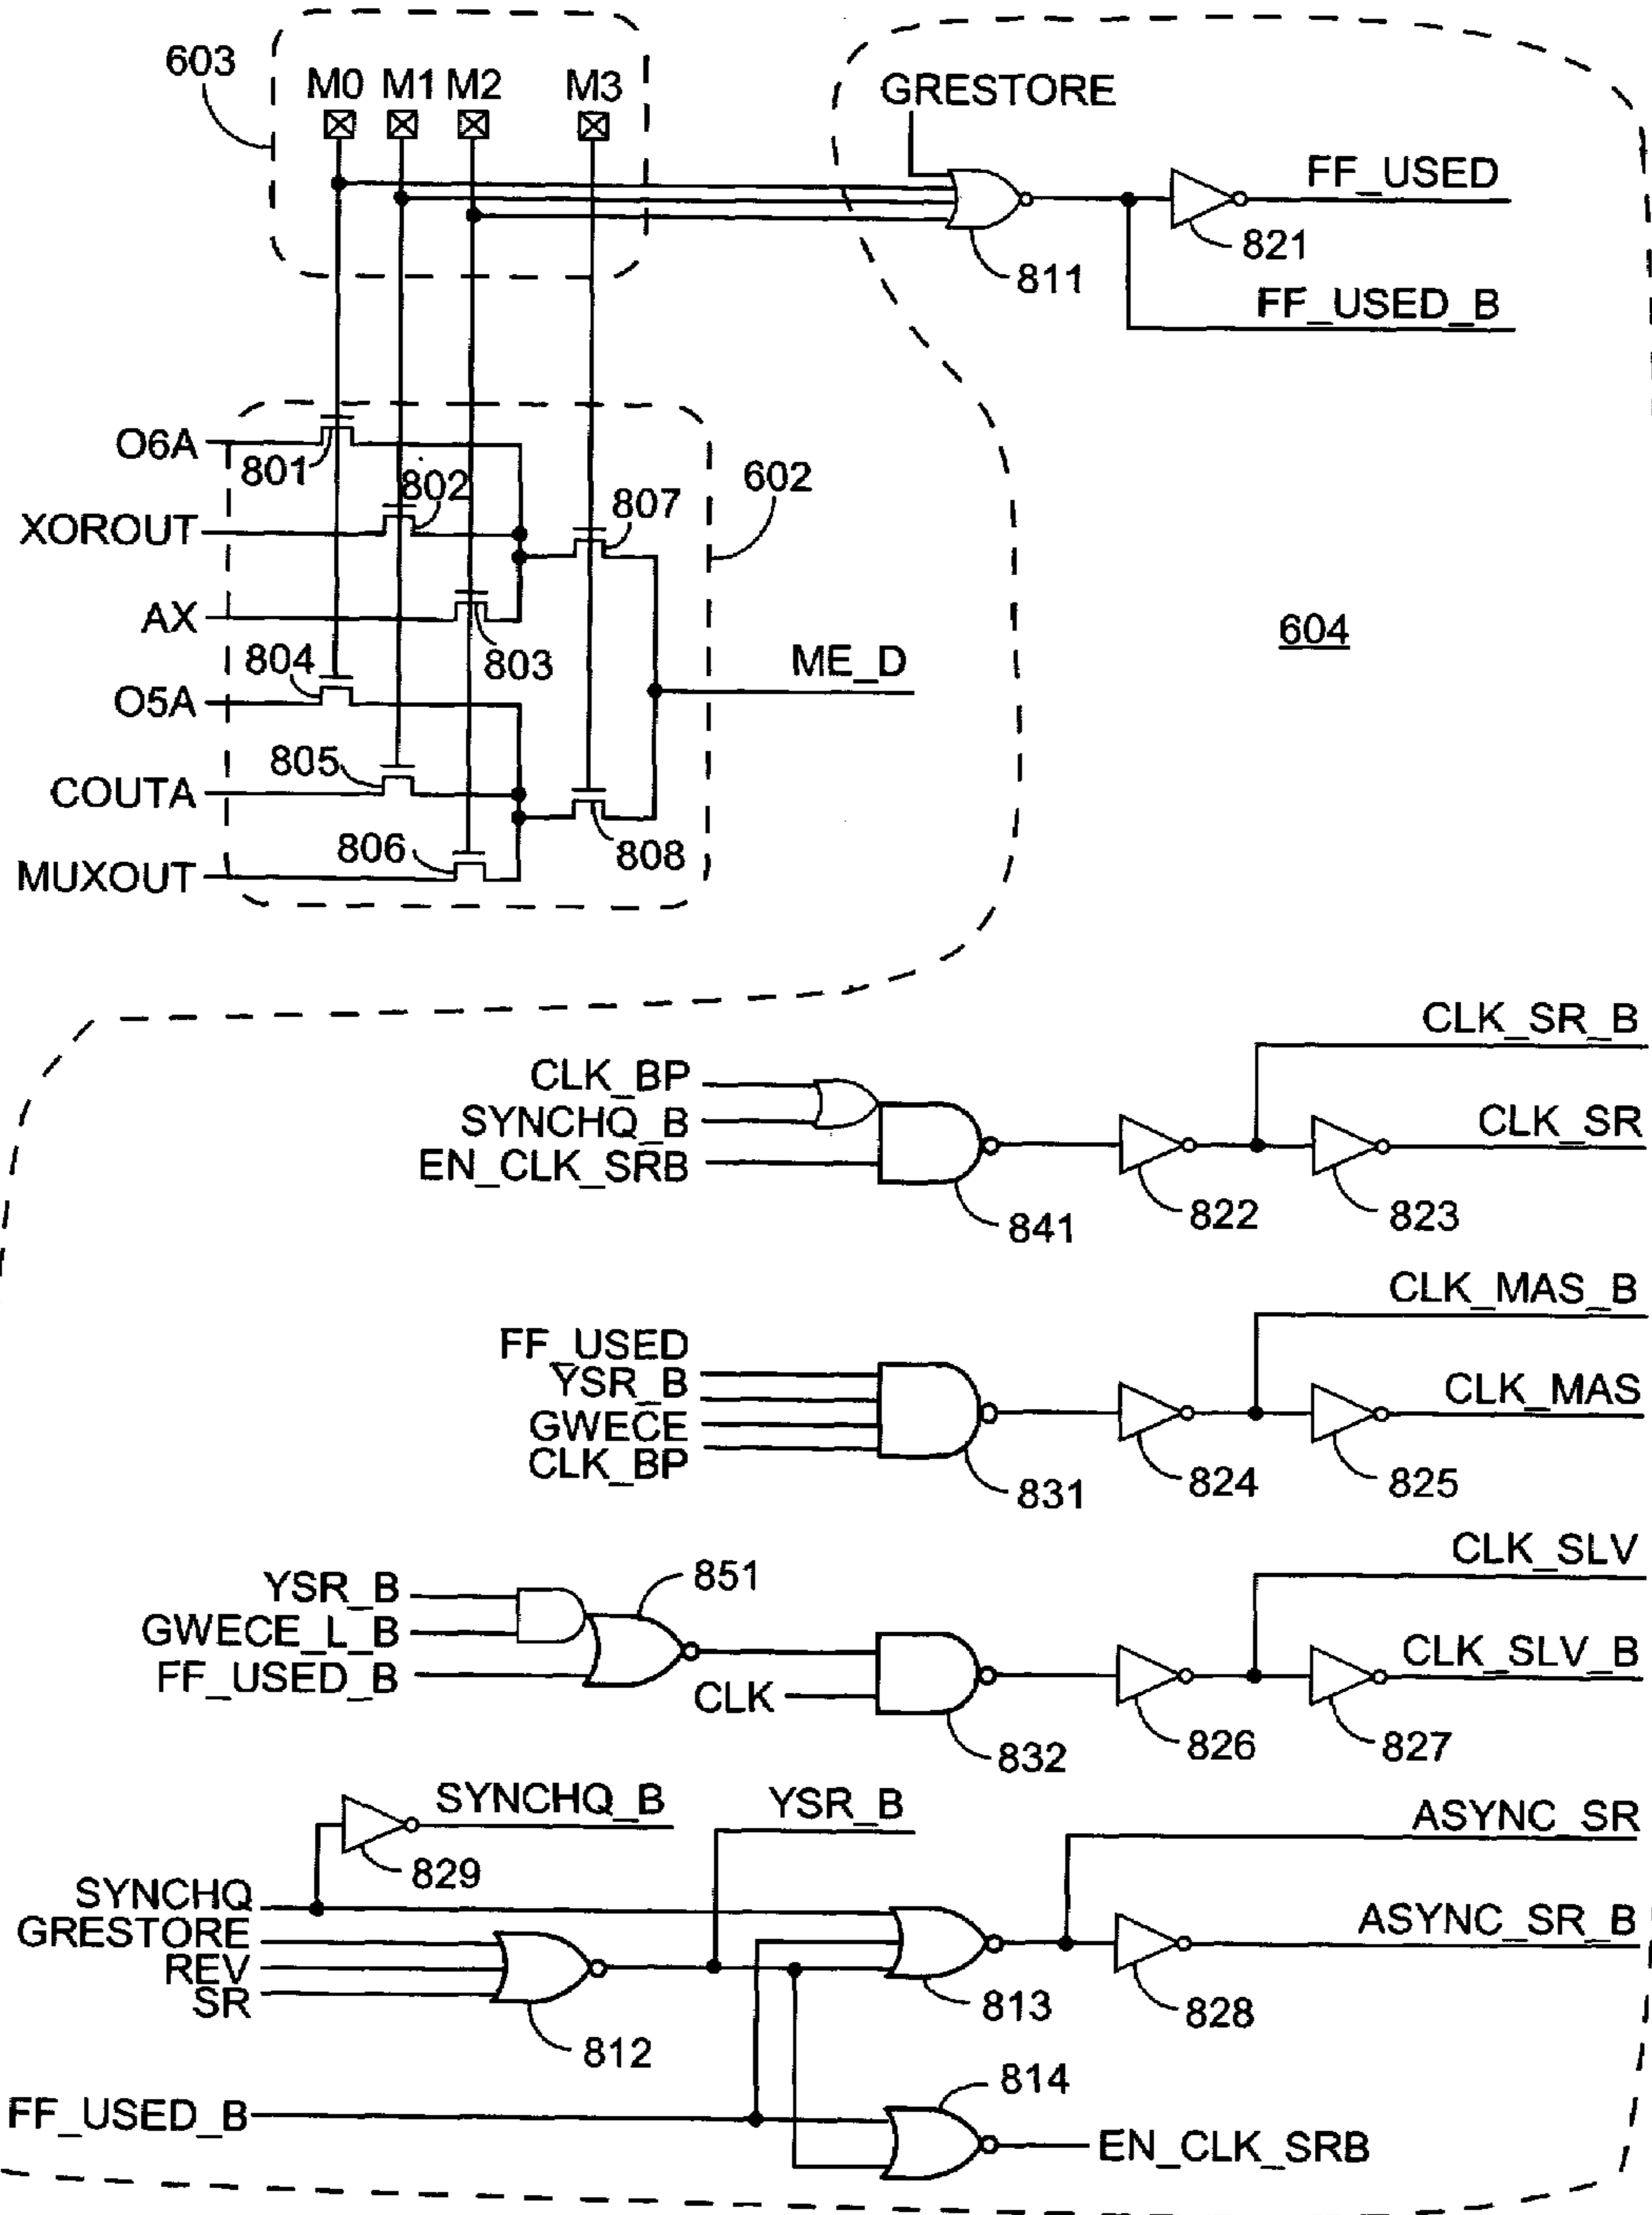 603
M0 M1 M2 M3
GRESTORE
FF_USED
821
811
FF_USED_B
O6A
801
802
602
807
XOROUT
AX
803
604
804
ME_D
O5A
805
COUTA
806
808
MUXOUT
CLK_SR_B
CLK_BP
SYNCHQ_B
CLK_SR
EN_CLK_SRB
841
822
823
CLK_MAS_B
FF_USED
YSR_B
CLK_MAS
GWECE
CLK_BP
831
824
825
CLK_SLV
851
YSR_B
GWECE_L_B
CLK_SLV_B
FF_USED_B
CLK
832
826
827
SYNCHQ_B
YSR_B
ASYNC_SR
829
SYNCHQ
GRESTORE
ASYNC_SR_B
REV
SR
813
828
812
814
FF_USED_B
EN_CLK_SRB